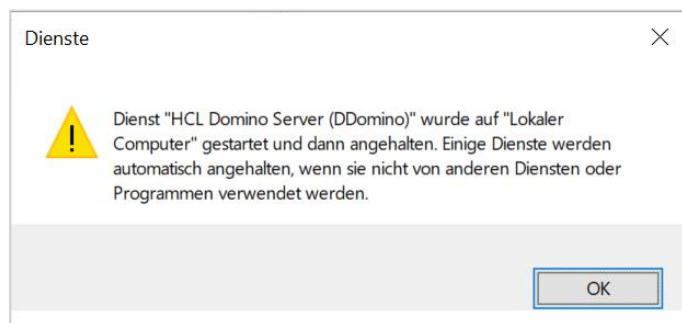 Dienste
Dienst "HCL Domino Server (DDomino)" wurde auf "Lokaler
Computer" gestartet und dann angehalten. Einige Dienste werden
automatisch angehalten, wenn sie nicht von anderen Diensten oder
Programmen verwendet werden.
OK